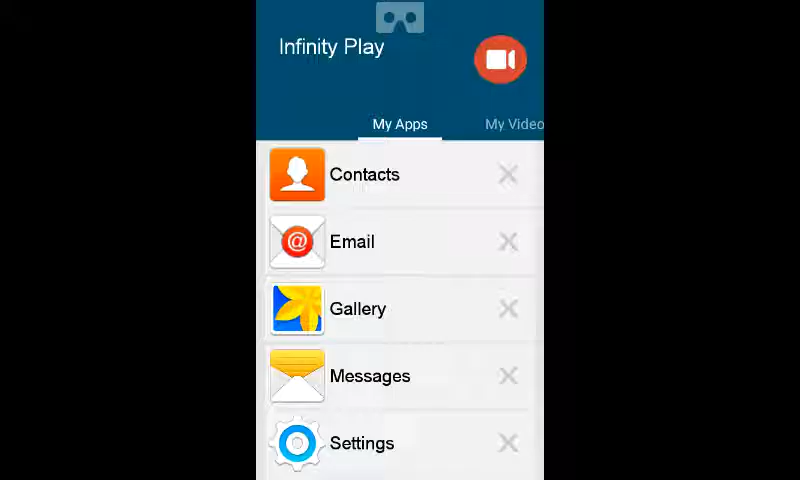 Infinity Play
My Apps
My Video
Contacts
@
Email
Gallery
Messages
Settings